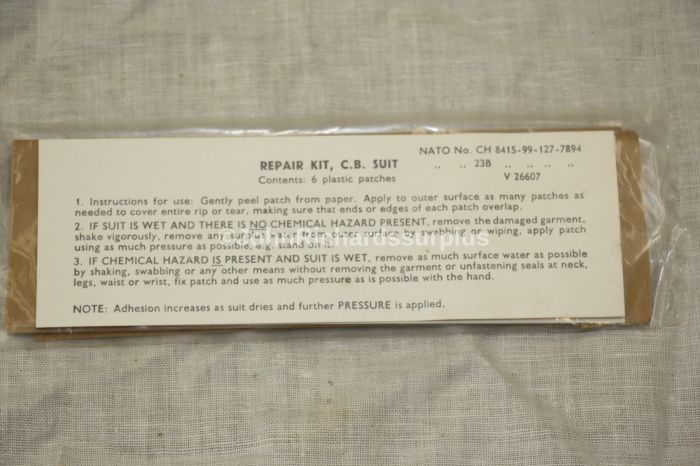 NATO No. CH 8415-99-127-7894
REPAIR KIT, C.B. SUIT „ „ 23B „ „ „ „
Contents: 6 plastic patches V 26607
1. Instructions for use: Gently peel patch from paper. Apply to outer surface as many patches as
needed to cover entire rip or tear, making sure that ends or edges of each patch overlap.
2. IF SUIT IS WET AND THERE IS NO CHEMICAL HAZARD PRESENT, remove the damaged garment,
shake vigorously, remove any surplus water from outer surface by swabbing or wiping, apply patch
using as much pressure as possible, e.g. stand on it.
3. IF CHEMICAL HAZARD IS PRESENT AND SUIT IS WET, remove as much surface water as possible
by shaking, swabbing or any other means without removing the garment or unfastening seals at neck,
legs, waist or wrist, fix patch and use as much pressure as is possible with the hand.
NOTE: Adhesion increases as suit dries and further PRESSURE is applied.